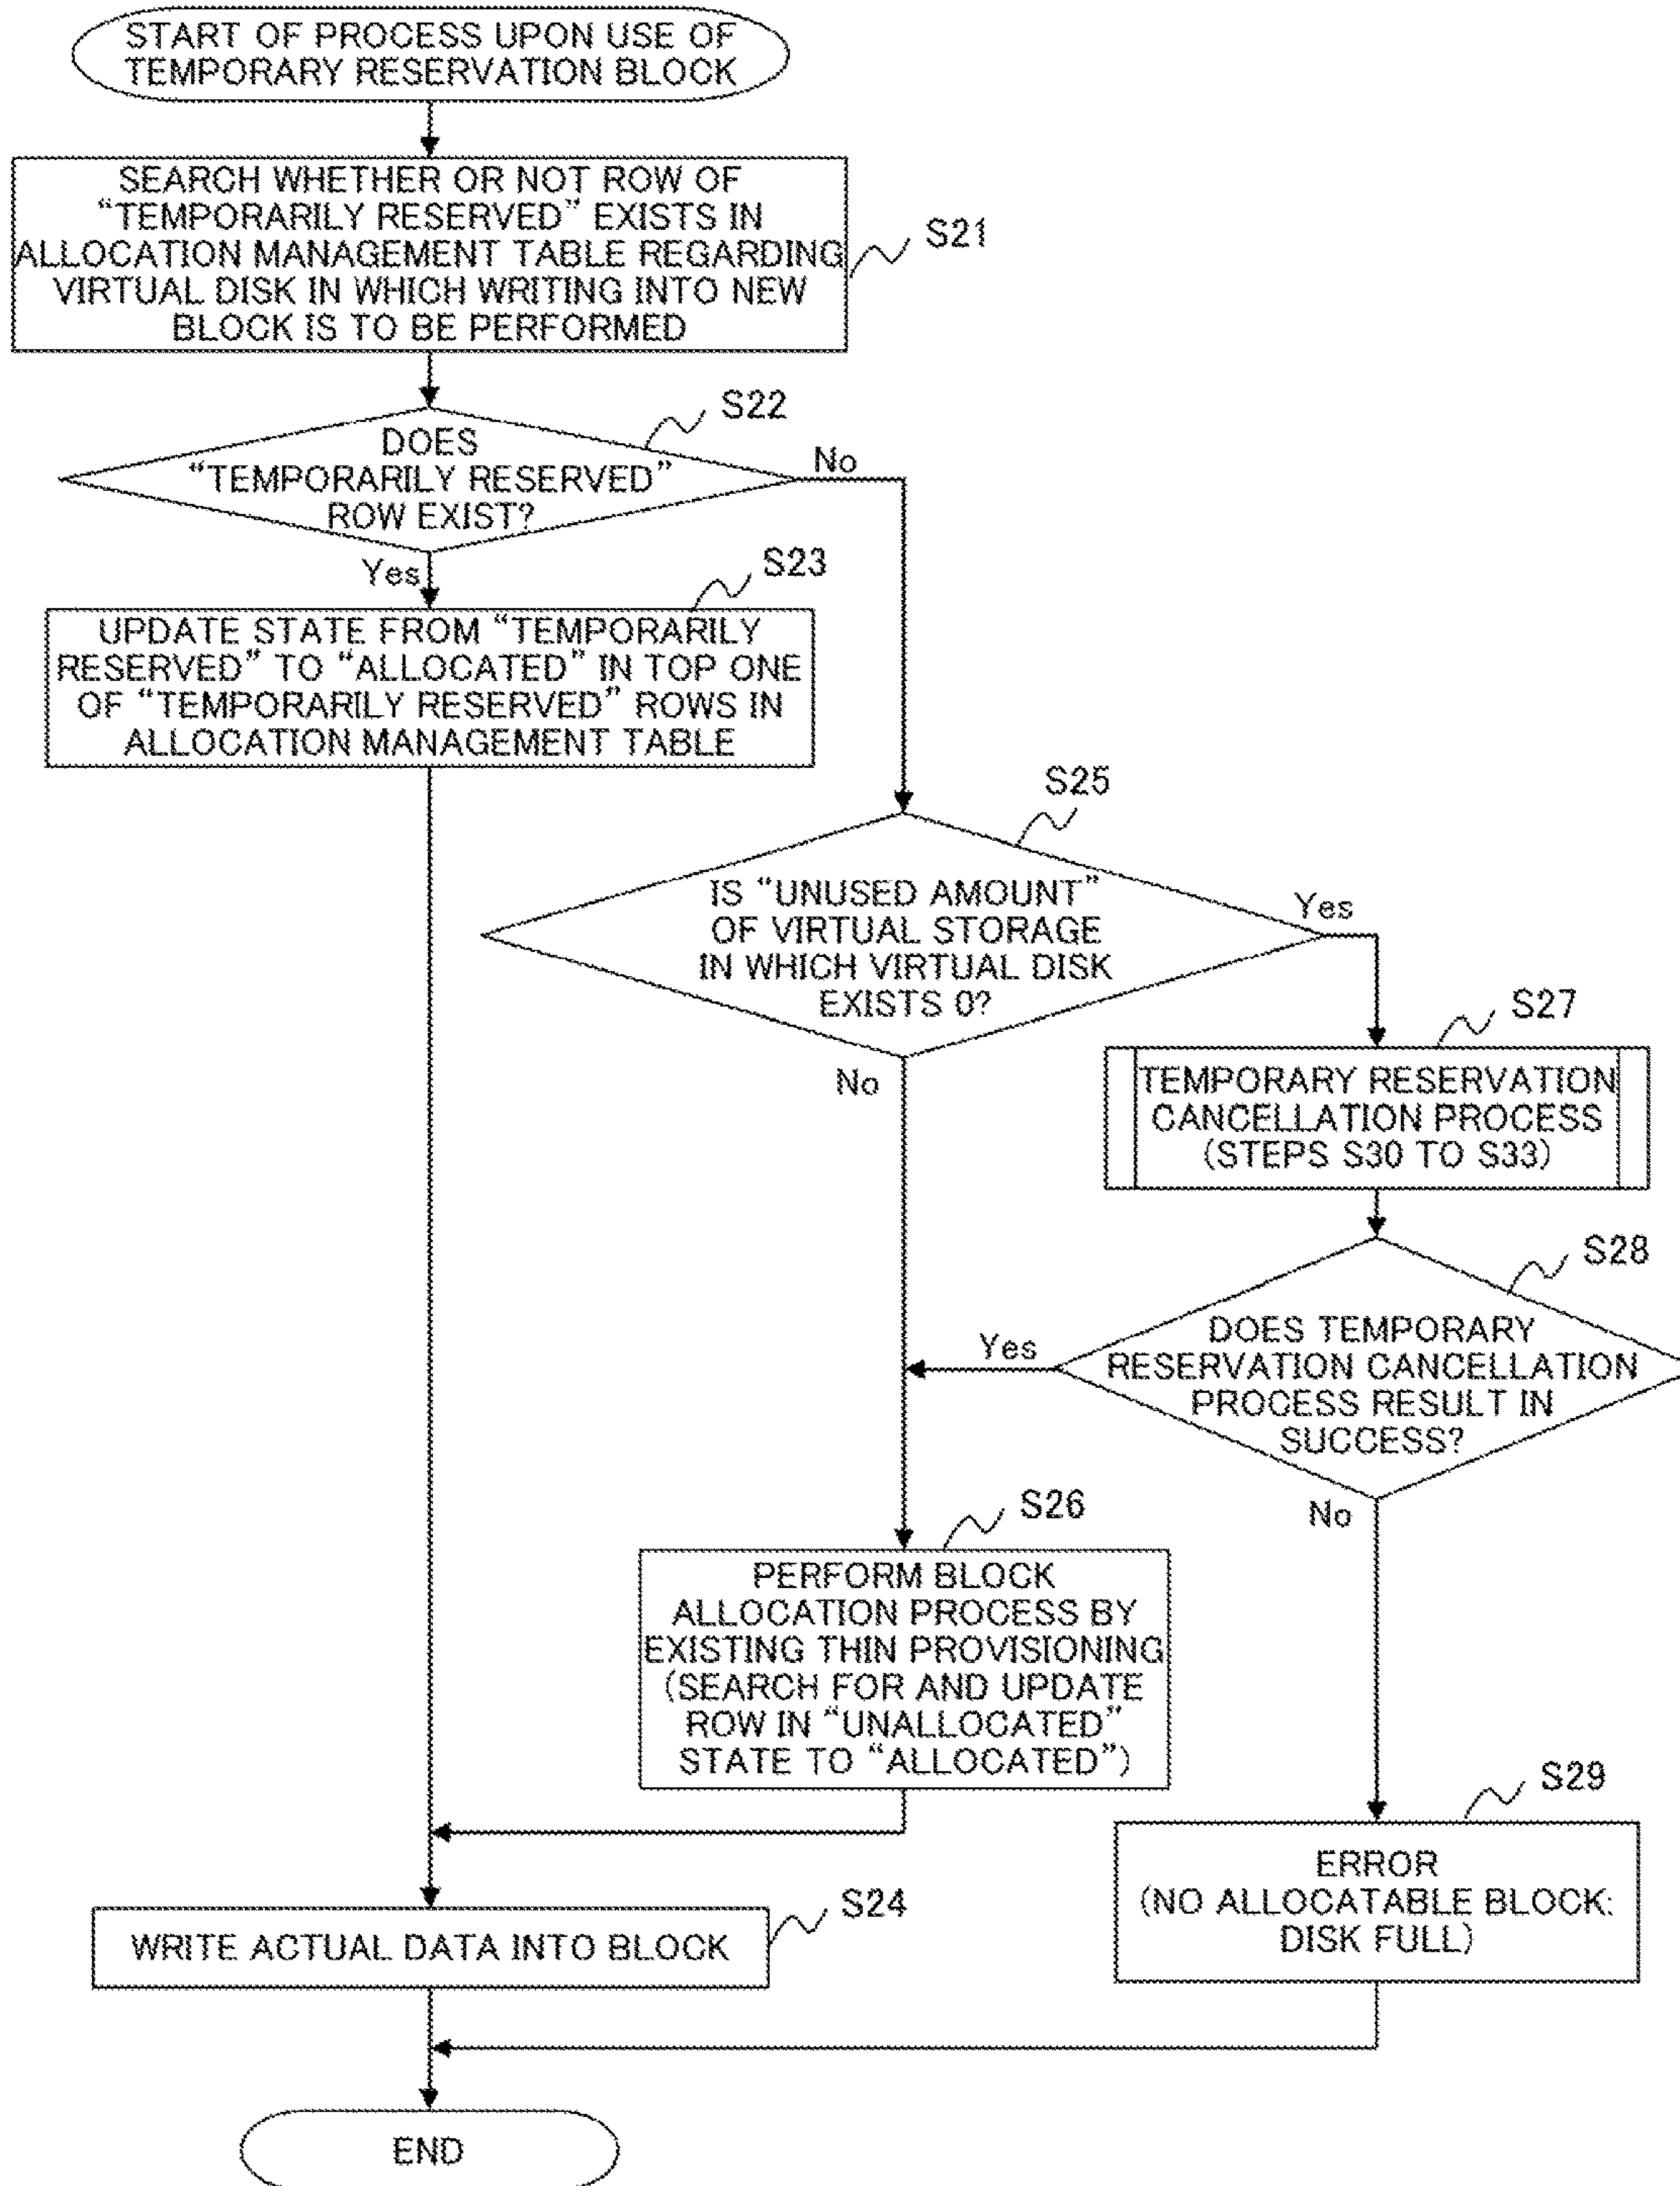 START OF PROCESS UPON USE OF
TEMPORARY RESERVATION BLOCK
SEARCH WHETHER OR NOT ROW OF
“TEMPORARILY RESERVED” EXISTS IN
ALLOCATION MANAGEMENT TABLE REGARDING
VIRTUAL DISK IN WHICH WRITING INTO NEW
BLOCK IS TO BE PERFORMED
S21
S22
DOES
“TEMPORARILY RESERVED”
ROW EXIST?
No
Yes
S23
UPDATE STATE FROM “TEMPORARILY
RESERVED” TO “ALLOCATED” IN TOP ONE
OF “TEMPORARILY RESERVED” ROWS IN
ALLOCATION MANAGEMENT TABLE
S25
IS “UNUSED AMOUNT”
OF VIRTUAL STORAGE
IN WHICH VIRTUAL DISK
EXISTS 0?
Yes
No
S27
TEMPORARY RESERVATION
CANCELLATION PROCESS
(STEPS S30 TO S33)
S28
DOES TEMPORARY
RESERVATION CANCELLATION
PROCESS RESULT IN
SUCCESS?
Yes
No
S26
PERFORM BLOCK
ALLOCATION PROCESS BY
EXISTING THIN PROVISIONING
(SEARCH FOR AND UPDATE
ROW IN “UNALLOCATED”
STATE TO “ALLOCATED”)
S29
ERROR
(NO ALLOCATABLE BLOCK:
DISK FULL)
S24
WRITE ACTUAL DATA INTO BLOCK
END